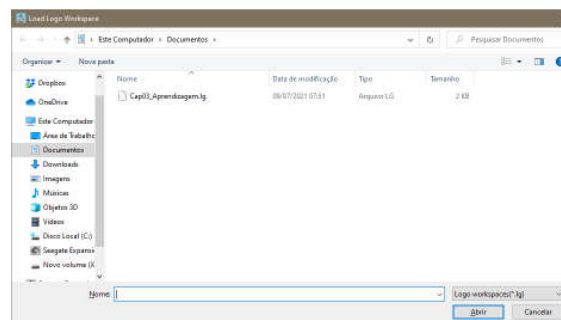 Load Logo Workspace
Este Computador › Documentos ›
Pesquisar Documentos
Organizar
Nova pasta
Nome
Data de modificação
Tipo
Tamanho
Cap03_Aprendizagem.lg
09/07/2021 07:31
Arquivo LG
2 KB
Dropbox
OneDrive
Este Computador
Área de Trabalho
Documentos
Downloads
Imagens
Músicas
Objetos 3D
Vídeos
Disco Local (C:)
Seagate Expansi
Novo volume (X
Nome:
Logo workspaces(*.lg)
Abrir
Cancelar